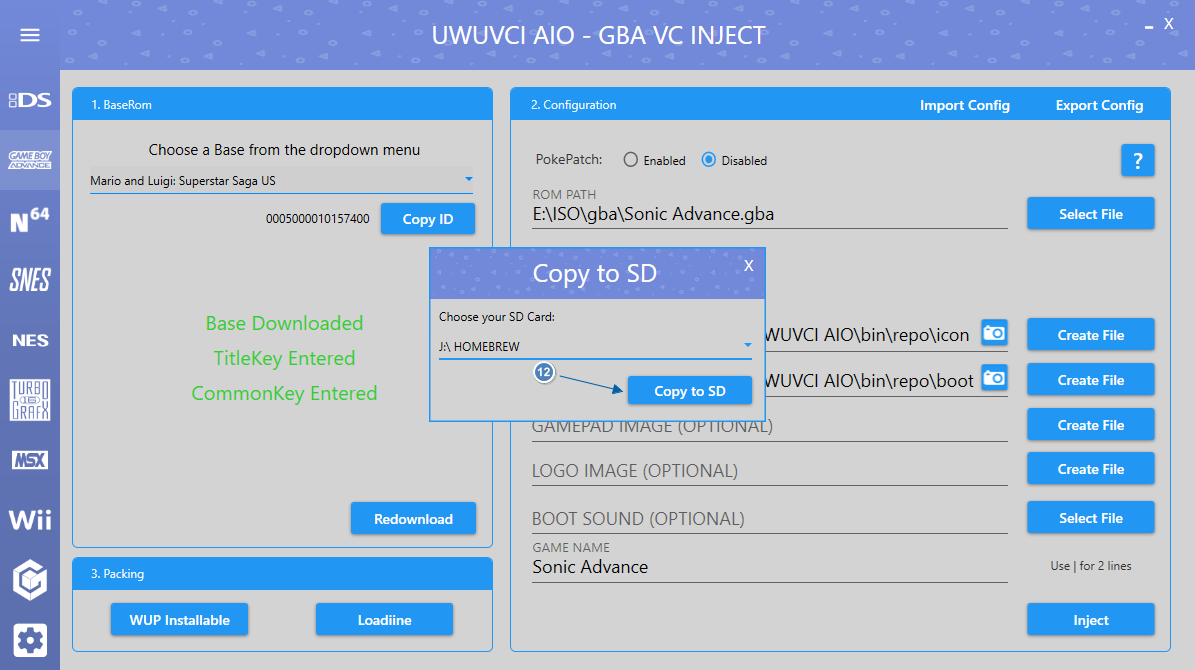 UWUVCI AIO - GBA VC INJECT
X
DS
GAME BOY ADVANCE
N64
SNES
NES
TURBO
16
GRAFX
MSX
Wii
1. BaseRom
Choose a Base from the dropdown menu
Mario and Luigi: Superstar Saga US
0005000010157400
Copy ID
Base Downloaded
TitleKey Entered
CommonKey Entered
Redownload
3. Packing
WUP Installable
Loadiine
2. Configuration
Import Config
Export Config
PokePatch:
Enabled
Disabled
?
ROM PATH
E:\ISO\gba\Sonic Advance.gba
Select File
Copy to SD
X
Choose your SD Card:
J:\ HOMEBREW
12
Copy to SD
WUVCI AIO\bin\repo\icon
Create File
WUVCI AIO\bin\repo\boot
Create File
GAMEPAD IMAGE (OPTIONAL)
Create File
LOGO IMAGE (OPTIONAL)
Create File
BOOT SOUND (OPTIONAL)
Select File
GAME NAME
Sonic Advance
Use | for 2 lines
Inject